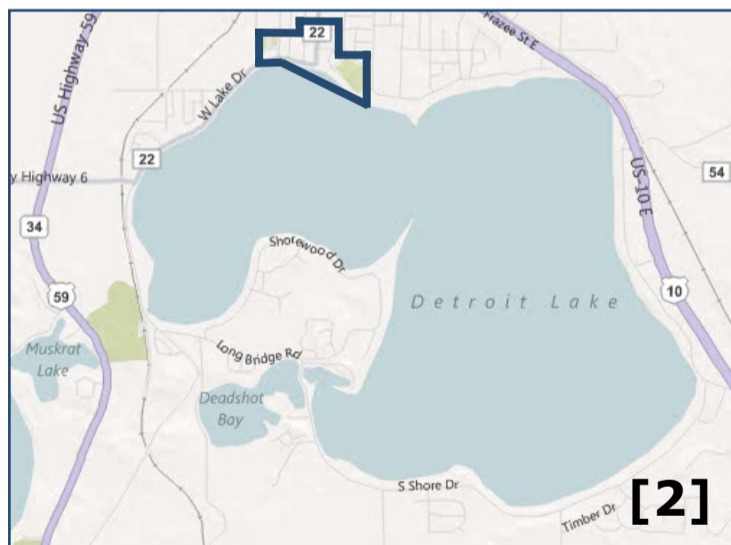 US Highway 59
22
Frazee St E
W Lake Dr
22
y Highway 6
54
US-10 E
34
Shorewood Dr
59
10
Detroit Lake
Muskrat
Lake
Long Bridge Rd
Deadshot
Bay
S Shore Dr
Timber Dr
[2]